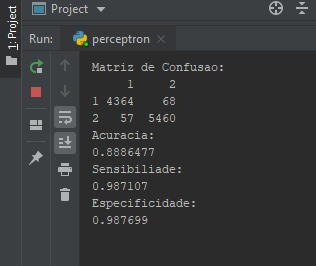 Project
1: Project
Run: perceptron
Matriz de Confusao:
1 2
1 4364 68
2 57 5460
Acuracia:
0.8886477
Sensibiliade:
0.987107
Especificidade:
0.987699